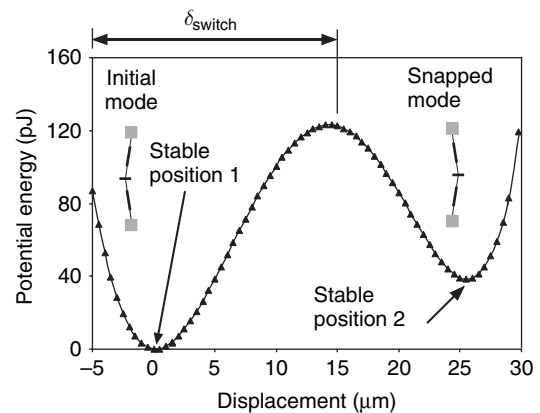 δswitch
160
120
80
40
0
Potential energy (pJ)
Initial
mode
Snapped
mode
Stable
position 1
Stable
position 2
−5
0
5
10
15
20
25
30
Displacement (μm)